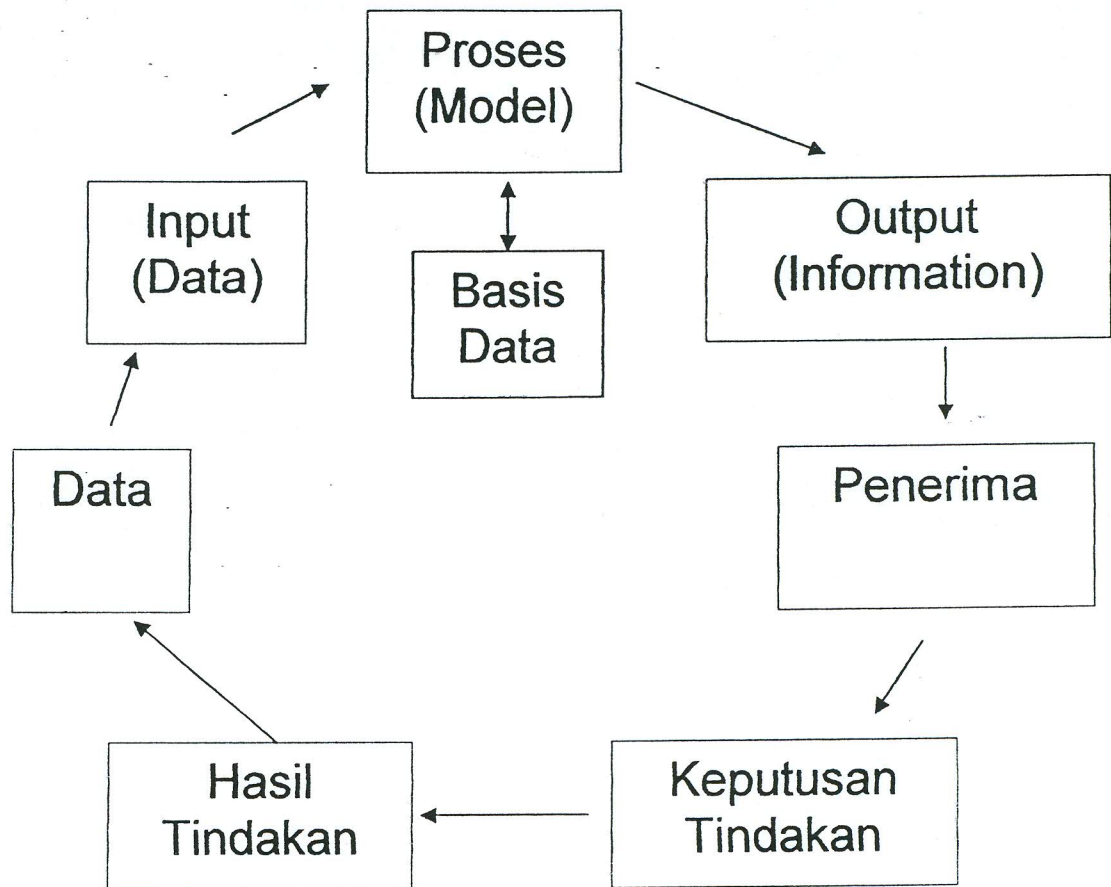 Proses
(Model)
Input
(Data)
Output
(Information)
Basis
Data
Data
Penerima
Hasil
Tindakan
Keputusan
Tindakan